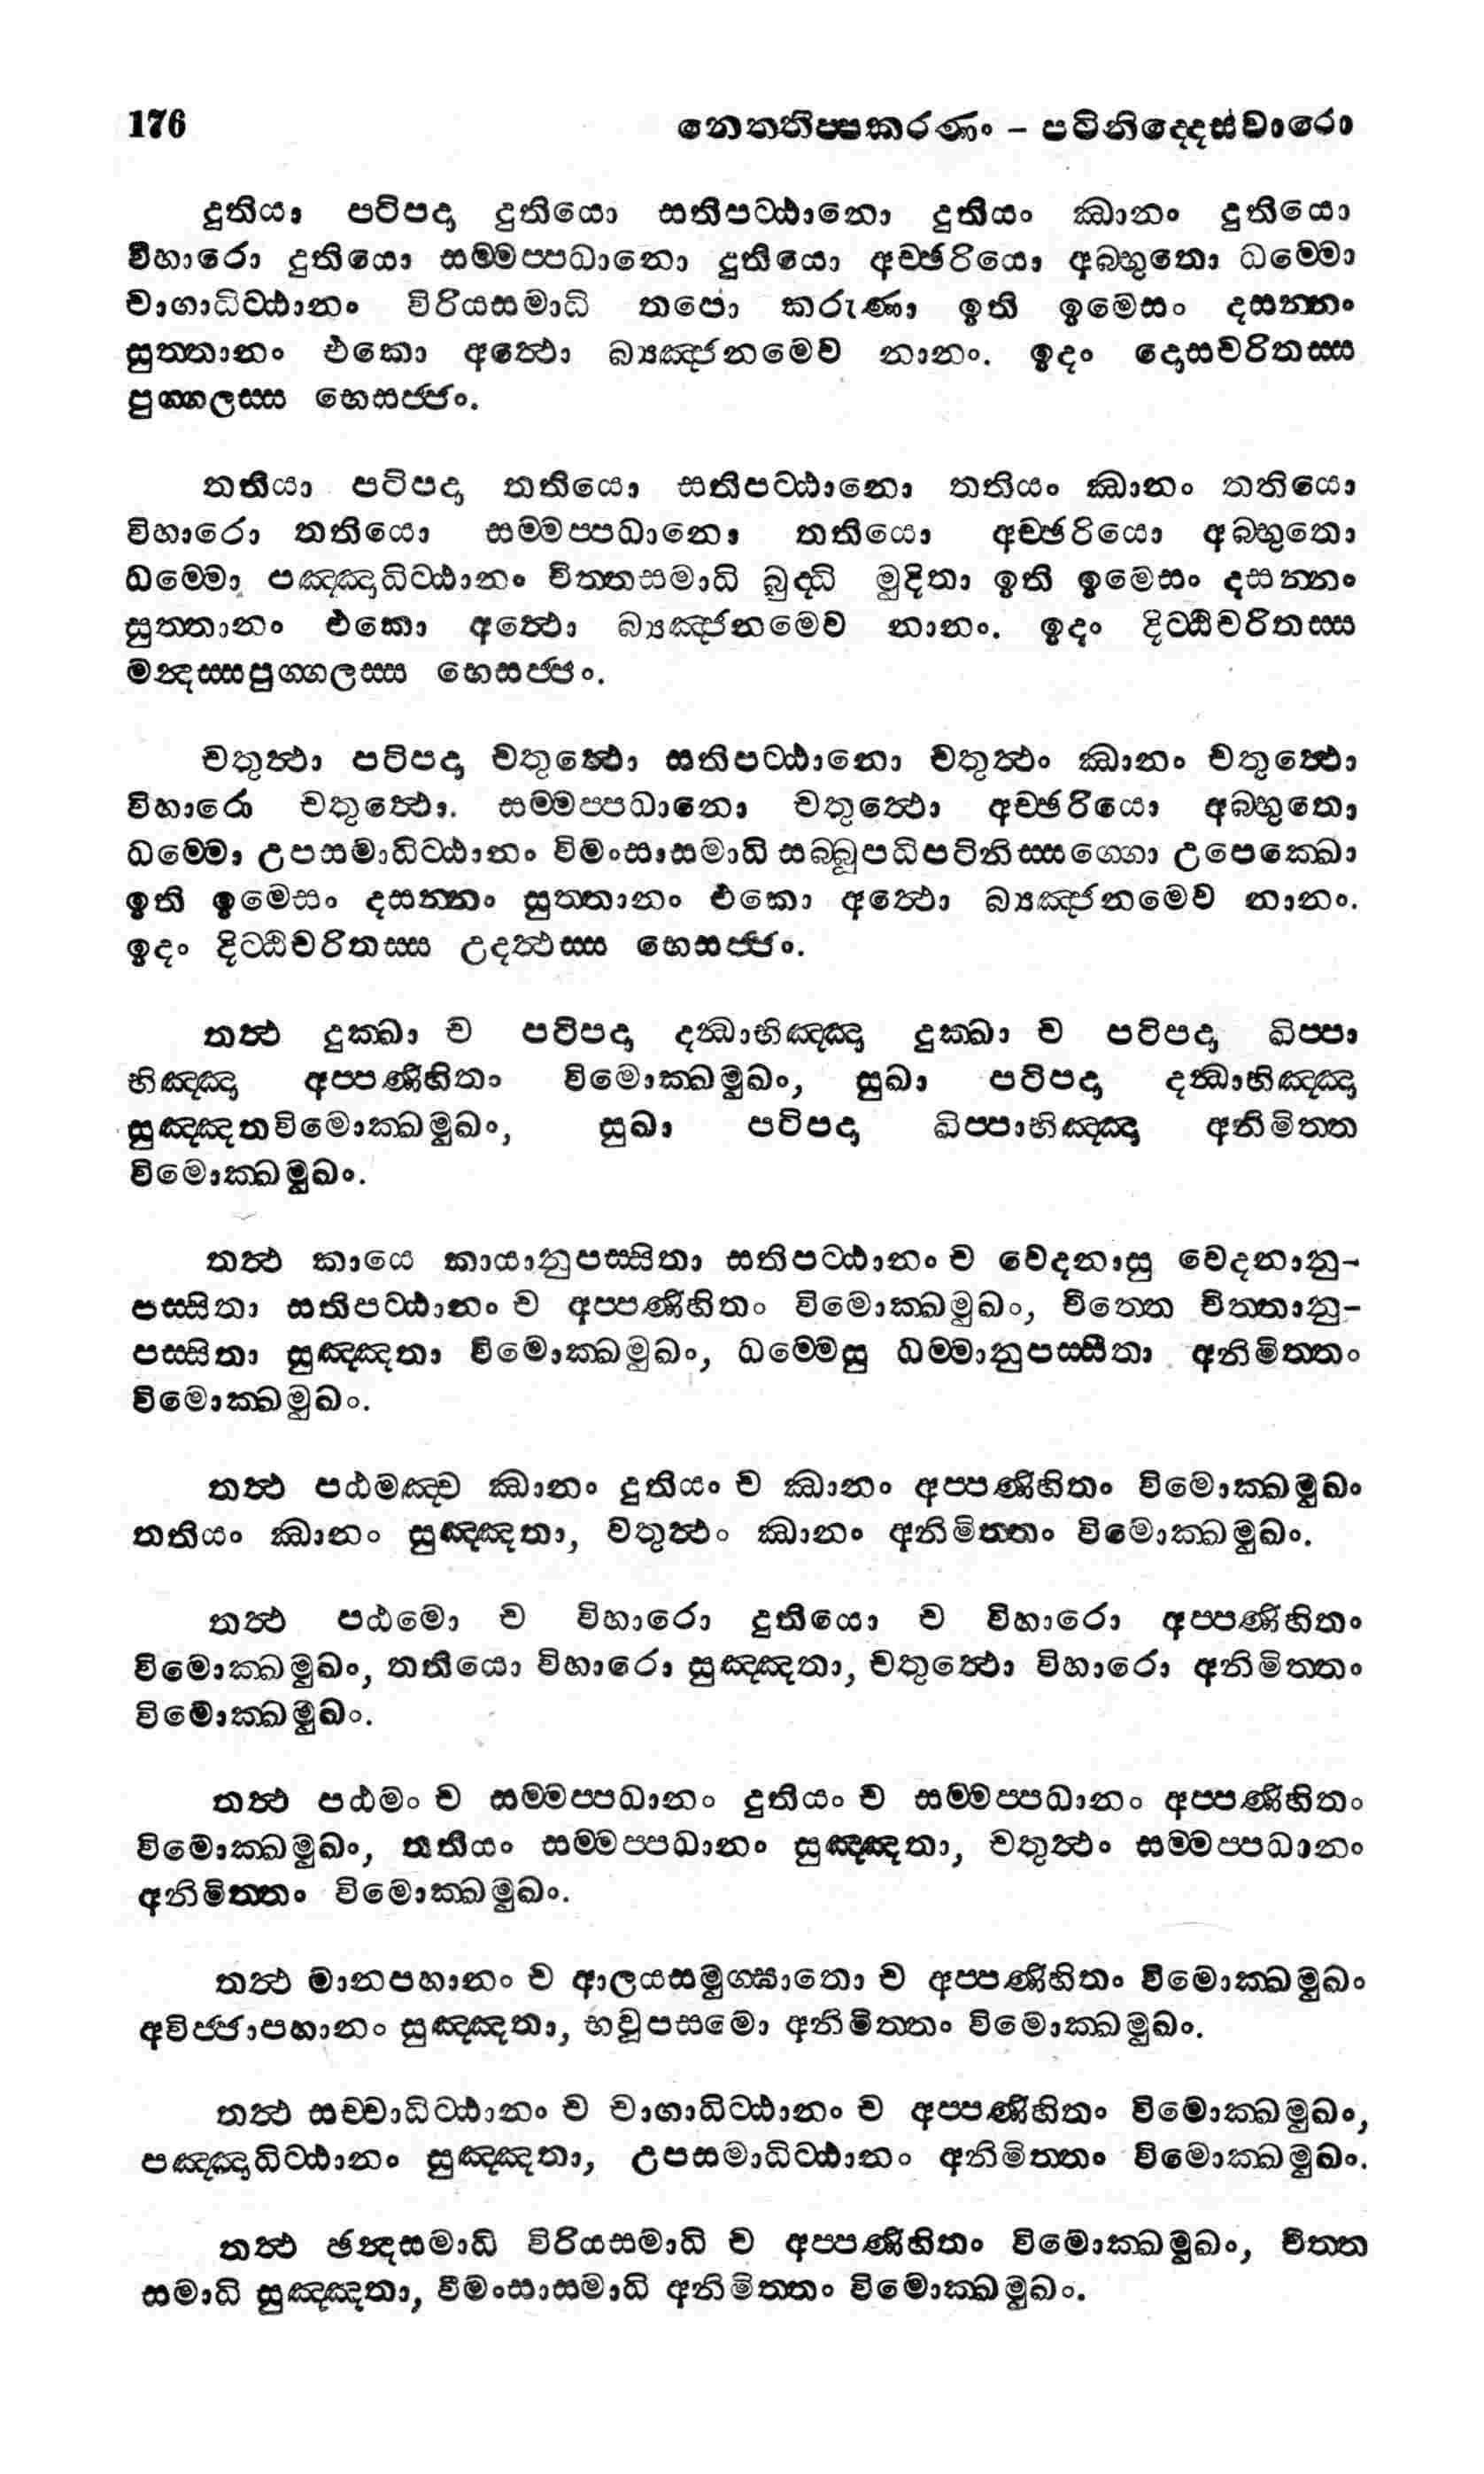 176 නෙතතිප්පකරණං - පටිනිද්දෙස්වාරො
දුතියා පටිපදා දුතියො සතිපට්ඨානො දුතියං ඣානං දුතියො
විහාරො දුතියො සම්මප්පධානො දුතියො අච්ඡරියො අබ්භුතො ධම්මො
චාගාධිට්ඨානං විරියසමාධි තපො කරුණා ඉති ඉමෙසං දසන්නං
සුත්තානං එකො අත්ථො බ්‍යඤ්ජනමෙව නානං. ඉදං දොසචරිතස්ස
පුග්ගලස්ස භෙසජ්ජං.
තතියා පටිපදා තතියො සතිපට්ඨානො තතියං ඣානං තතියො
විහාරො තතියො සම්මප්පධානො තතියො අච්ඡරියො අබ්භුතො
ධම්මො පඤ්ඤාධිට්ඨානං චිත්තසමාධි බුද්ධි මුදිතා ඉති ඉමෙසං දසන්නං
සුත්තානං එකො අත්ථො බ්‍යඤ්ජනමෙව නානං. ඉදං දිට්ඨිචරිතස්ස
මන්දස්සපුග්ගලස්ස භෙසජ්ජං.
චතුත්ථා පටිපදා චතුත්ථො සතිපට්ඨානො චතුත්ථං ඣානං චතුත්ථො
විහාරො චතුත්ථො. සම්මප්පධානො චතුත්ථො අච්ඡරියො අබ්භුතො
ධම්මො උපසමාධිට්ඨානං විමංසාසමාධි සබ්බූපධිපටිනිස්සග්ගො උපෙක්ඛො
ඉති ඉමෙසං දසන්නං සුත්තානං එකො අත්ථො බ්‍යඤ්ජනමෙව නානං.
ඉදං දිට්ඨිචරිතස්ස උදත්ථස්ස භෙසජ්ජං.
තත්ථ දුක්ඛා ච පටිපදා දන්ධාභිඤ්ඤා දුක්ඛා ච පටිපදා ඛිප්පා
භිඤ්ඤා අප්පණිහිතං විමොක්ඛමුඛං, සුඛා පටිපදා දන්ධාභිඤ්ඤා
සුඤ්ඤතවිමොක්ඛමුඛං, සුඛා පටිපදා ඛිප්පාභිඤ්ඤා අනිමිත්ත
විමොක්ඛමුඛං.
තත්ථ කායෙ කායානුපස්සිතා සතිපට්ඨානං ච වෙදනාසු වෙදනානු-
පස්සිතා සතිපට්ඨානං ච අප්පණිහිතං විමොක්ඛමුඛං, චිත්තෙ චිත්තානු-
පස්සිතා සුඤ්ඤතා විමොක්ඛමුඛං, ධම්මෙසු ධම්මානුපස්සිතා අනිමිත්තං
විමොක්ඛමුඛං.
තත්ථ පඨමඤ්ච ඣානං දුතියං ච ඣානං අප්පණිහිතං විමොක්ඛමුඛං
තතියං ඣානං සුඤ්ඤතා, චතුත්ථං ඣානං අනිමිත්තං විමොක්ඛමුඛං.
තත්ථ පඨමො ච විහාරො දුතියො ච විහාරො අප්පණිහිතං
විමොක්ඛමුඛං, තතියො විහාරො සුඤ්ඤතා, චතුත්ථො විහාරො අනිමිත්තං
විමොක්ඛමුඛං.
තත්ථ පඨමං ච සම්මප්පධානං දුතියං ච සම්මප්පධානං අප්පණිහිතං
විමොක්ඛමුඛං, තතියං සම්මප්පධානං සුඤ්ඤතා, චතුත්ථං සම්මප්පධානං
අනිමිත්තං විමොක්ඛමුඛං.
තත්ථ මානපහානං ච ආලයසමුග්ඝාතො ච අප්පණිහිතං විමොක්ඛමුඛං
අවිජ්ජාපහානං සුඤ්ඤතා, භවූපසමො අනිමිත්තං විමොක්ඛමුඛං.
තත්ථ සච්චාධිට්ඨානං ච චාගාධිට්ඨානං ච අප්පණිහිතං විමොක්ඛමුඛං,
පඤ්ඤාධිට්ඨානං සුඤ්ඤතා, උපසමාධිට්ඨානං අනිමිත්තං විමොක්ඛමුඛං.
තත්ථ ඡන්දසමාධි විරියසමාධි ච අප්පණිහිතං විමොක්ඛමුඛං, චිත්ත
සමාධි සුඤ්ඤතා, වීමංසාසමාධි අනිමිත්තං විමොක්ඛමුඛං.